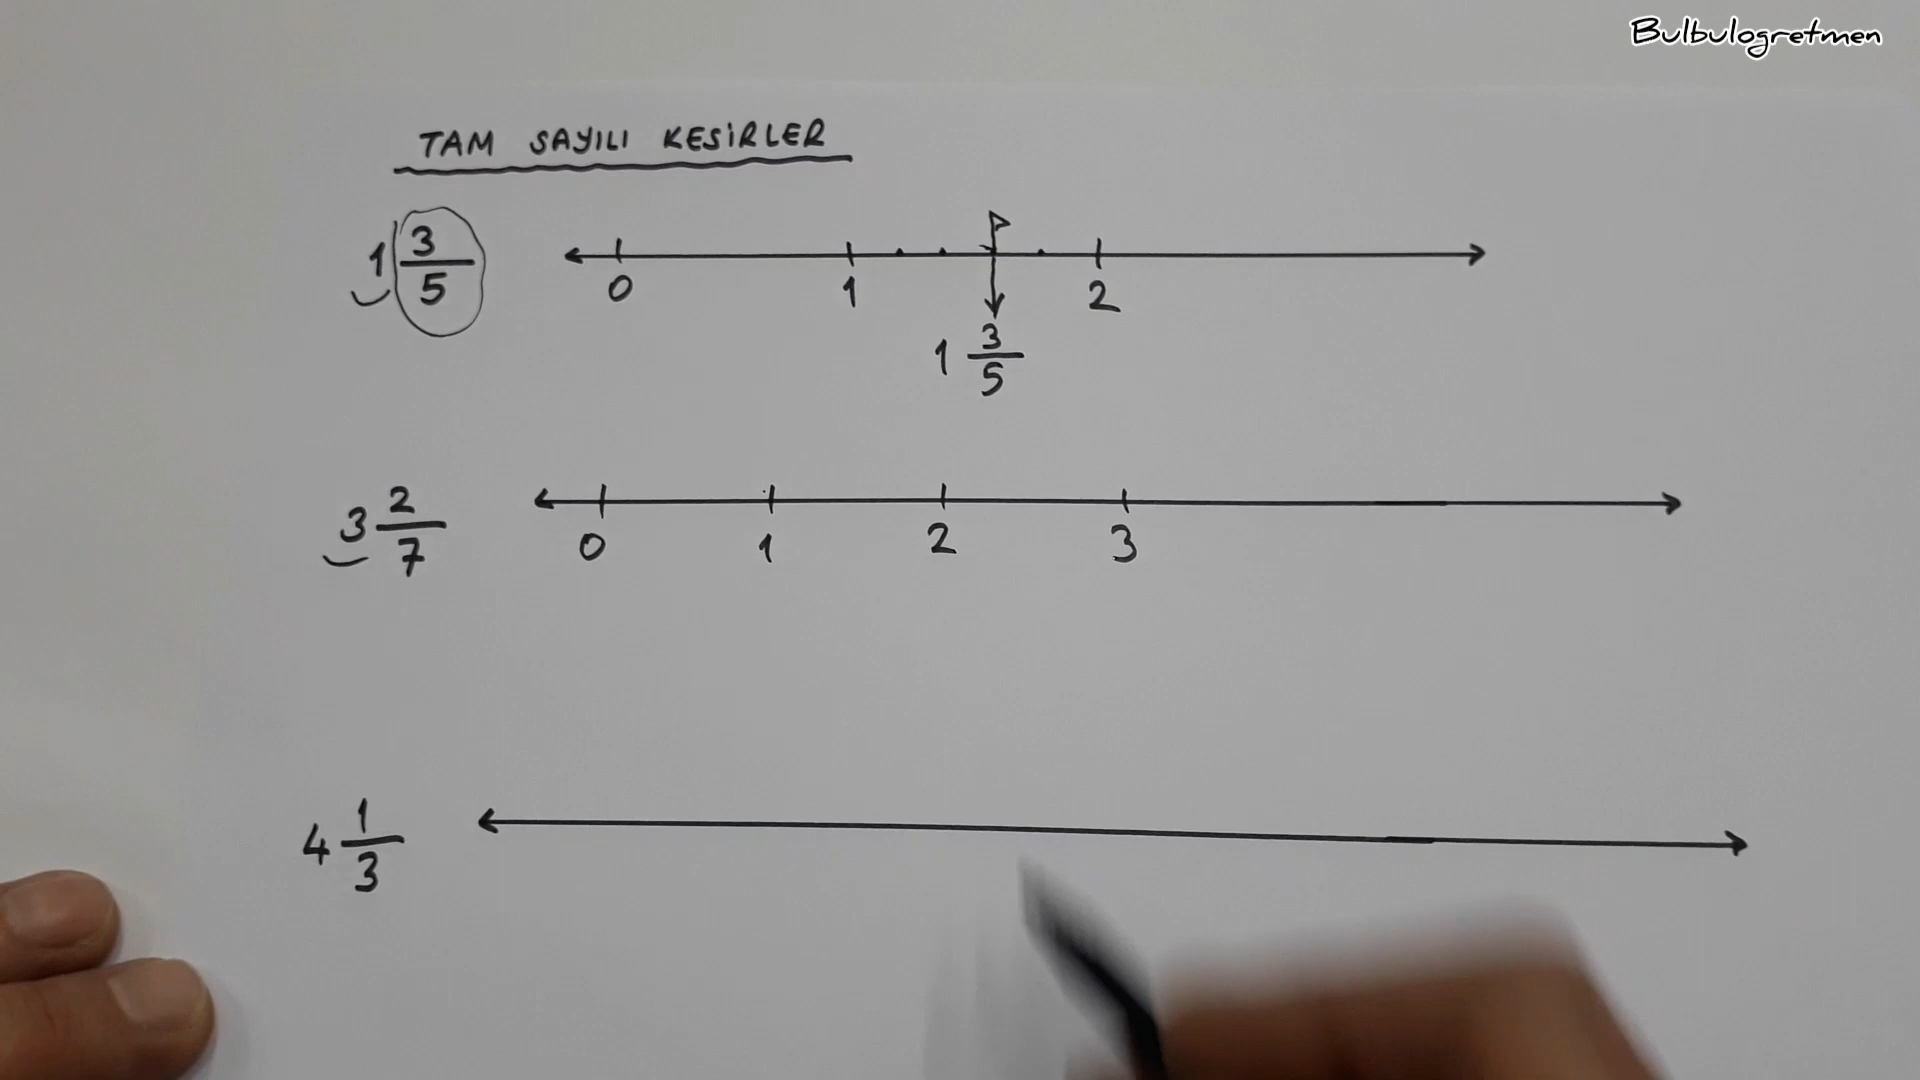 Bulbulogretmen
TAM SAYILI KESİRLER
1 3/5
0 1 2
1 3/5
3 2/7
0 1 2 3
4 1/3